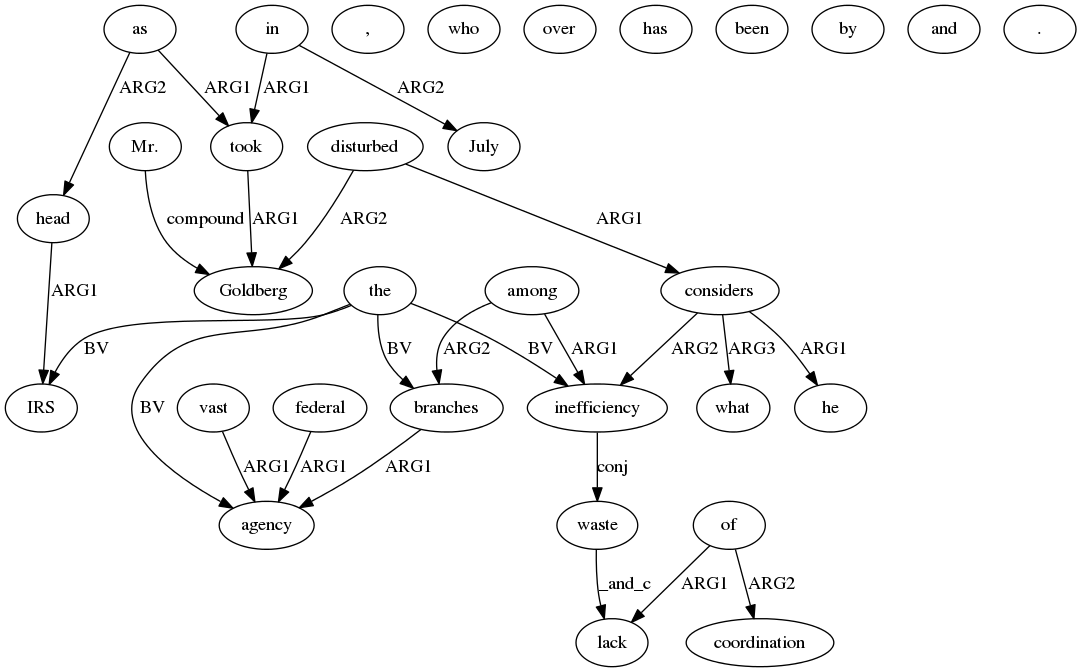 as in , who over has been by and .
ARG2 ARG1 ARG1 ARG2
Mr. took disturbed July
head compound ARG1 ARG2 ARG1
Goldberg the among considers
ARG1 BV BV ARG2 BV ARG1 ARG2 ARG3 ARG1
IRS BV vast federal branches inefficiency what he
ARG1 ARG1 ARG1 conj
agency waste of
_and_c ARG1 ARG2
lack coordination